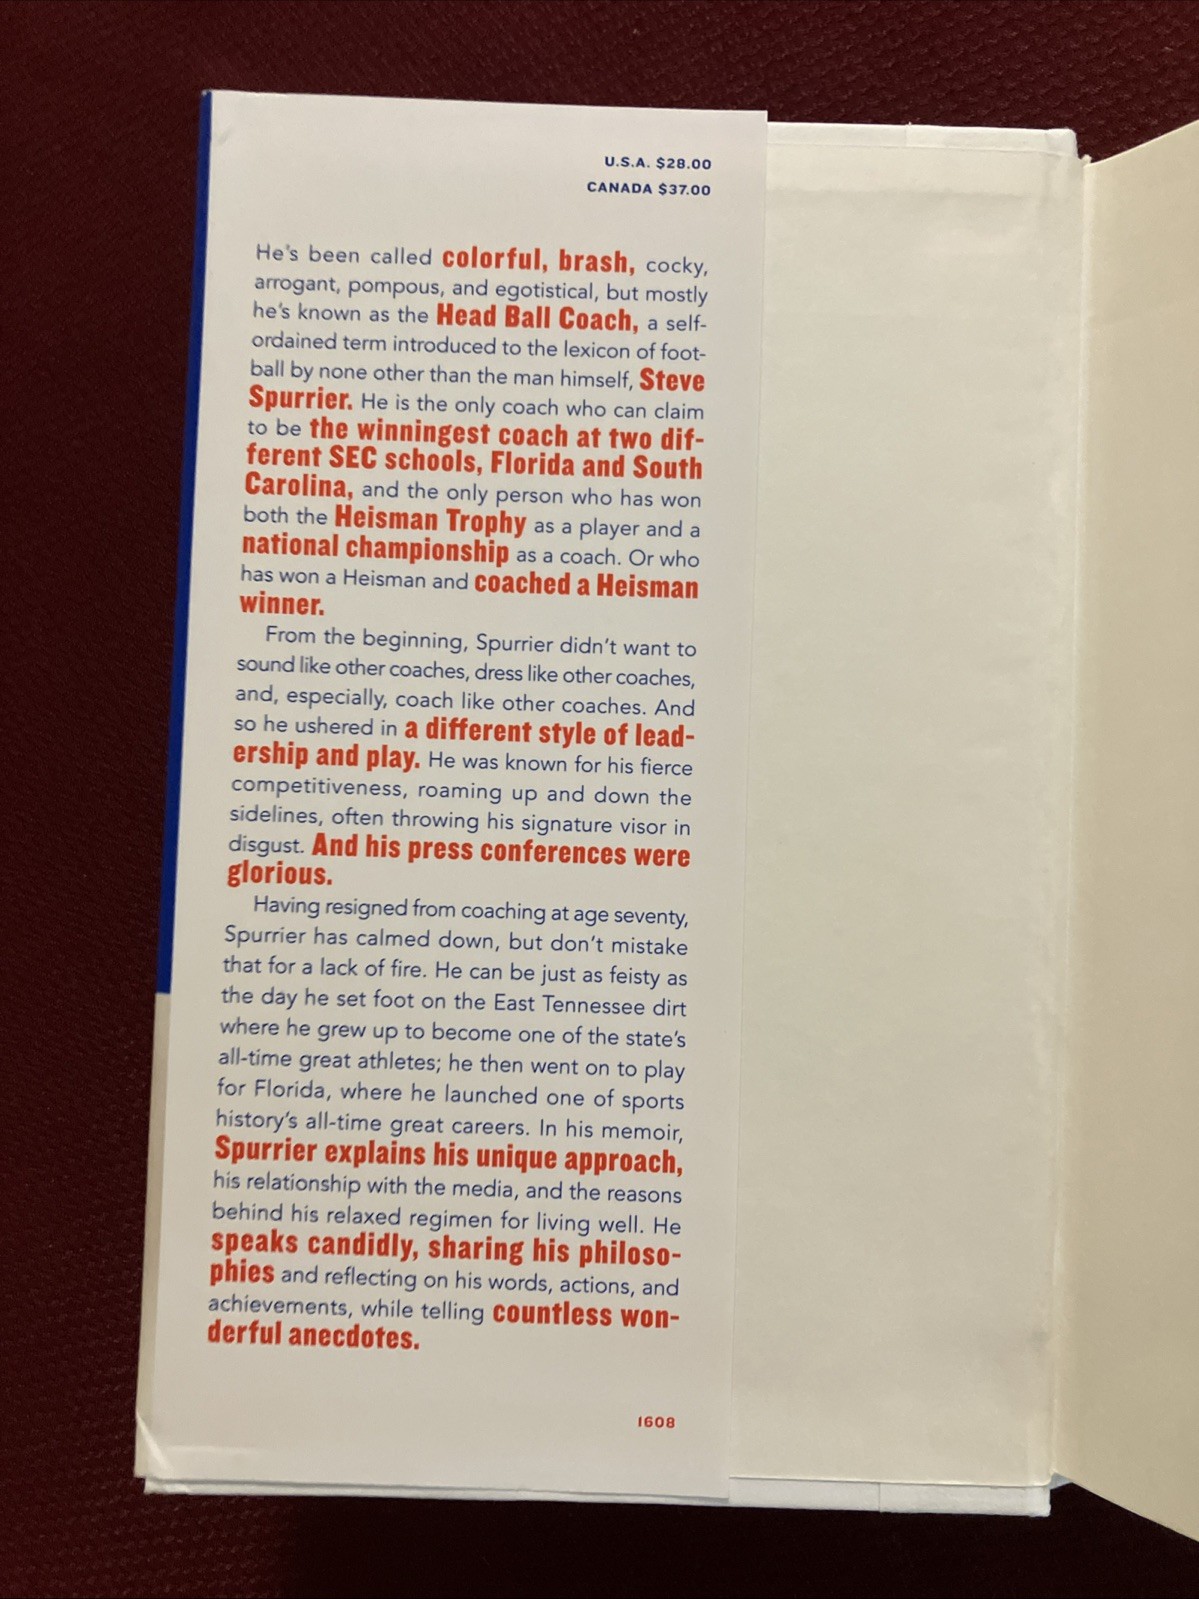 U.S.A. $28.00
CANADA $37.00
He's been called colorful, brash, cocky,
arrogant, pompous, and egotistical, but mostly
he's known as the Head Ball Coach, a self-
ordained term introduced to the lexicon of foot-
ball by none other than the man himself, Steve
Spurrier. He is the only coach who can claim
to be the winningest coach at two dif-
ferent SEC schools, Florida and South
Carolina, and the only person who has won
both the Heisman Trophy as a player and a
national championship as a coach. Or who
has won a Heisman and coached a Heisman
winner.
From the beginning, Spurrier didn't want to
sound like other coaches, dress like other coaches,
and, especially, coach like other coaches. And
so he ushered in a different style of lead-
ership and play. He was known for his fierce
competitiveness, roaming up and down the
sidelines, often throwing his signature visor in
disgust. And his press conferences were
glorious.
Having resigned from coaching at age seventy,
Spurrier has calmed down, but don't mistake
that for a lack of fire. He can be just as feisty as
the day he set foot on the East Tennessee dirt
where he grew up to become one of the state's
all-time great athletes; he then went on to play
for Florida, where he launched one of sports
history's all-time great careers. In his memoir,
Spurrier explains his unique approach,
his relationship with the media, and the reasons
behind his relaxed regimen for living well. He
speaks candidly, sharing his philoso-
phies and reflecting on his words, actions, and
achievements, while telling countless won-
derful anecdotes.
1608